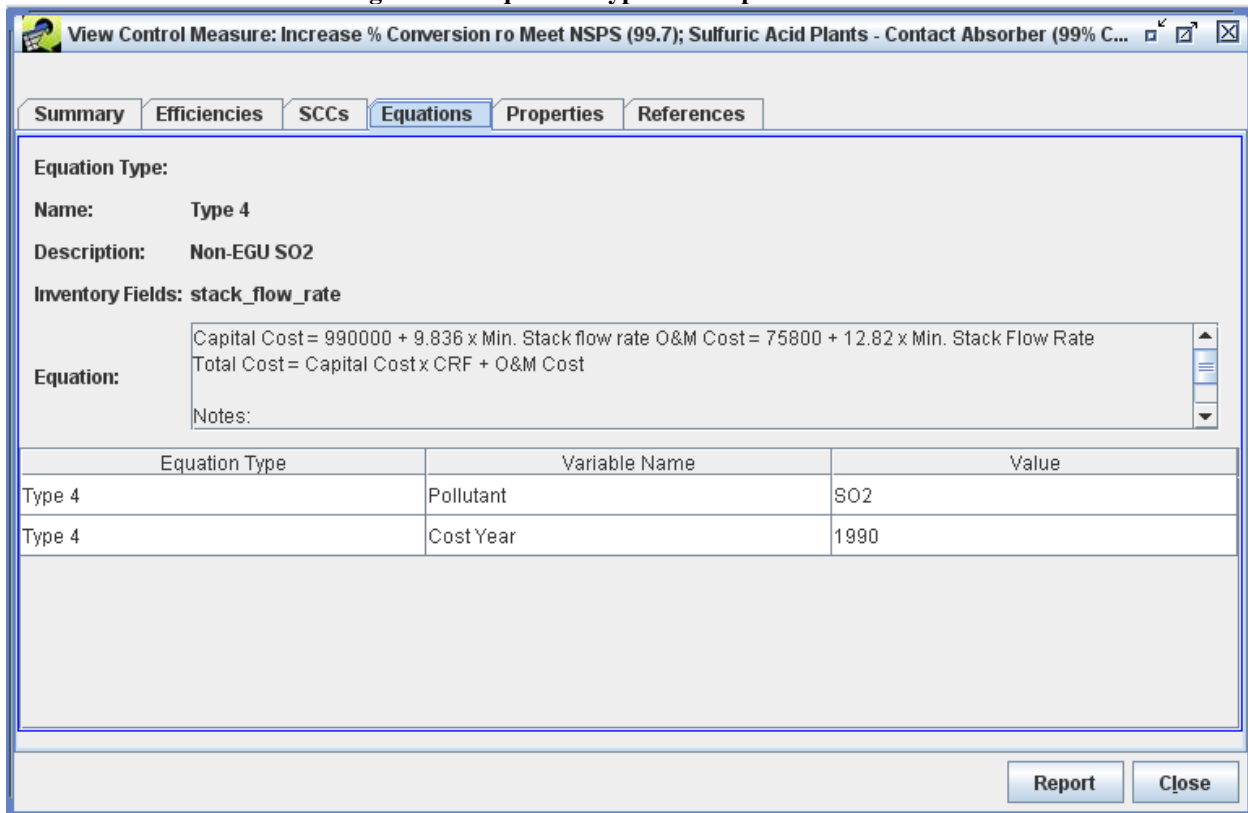 View Control Measure: Increase % Conversion ro Meet NSPS (99.7); Sulfuric Acid Plants - Contact Absorber (99% C...
Summary Efficiencies SCCs Equations Properties References
Equation Type:
Name: Type 4
Description: Non-EGU SO2
Inventory Fields: stack_flow_rate
Equation:
Capital Cost = 990000 + 9.836 x Min. Stack flow rate O&M Cost = 75800 + 12.82 x Min. Stack Flow Rate
Total Cost = Capital Cost x CRF + O&M Cost
Notes:
Equation Type Variable Name Value
Type 4 Pollutant SO2
Type 4 Cost Year 1990
Report Close